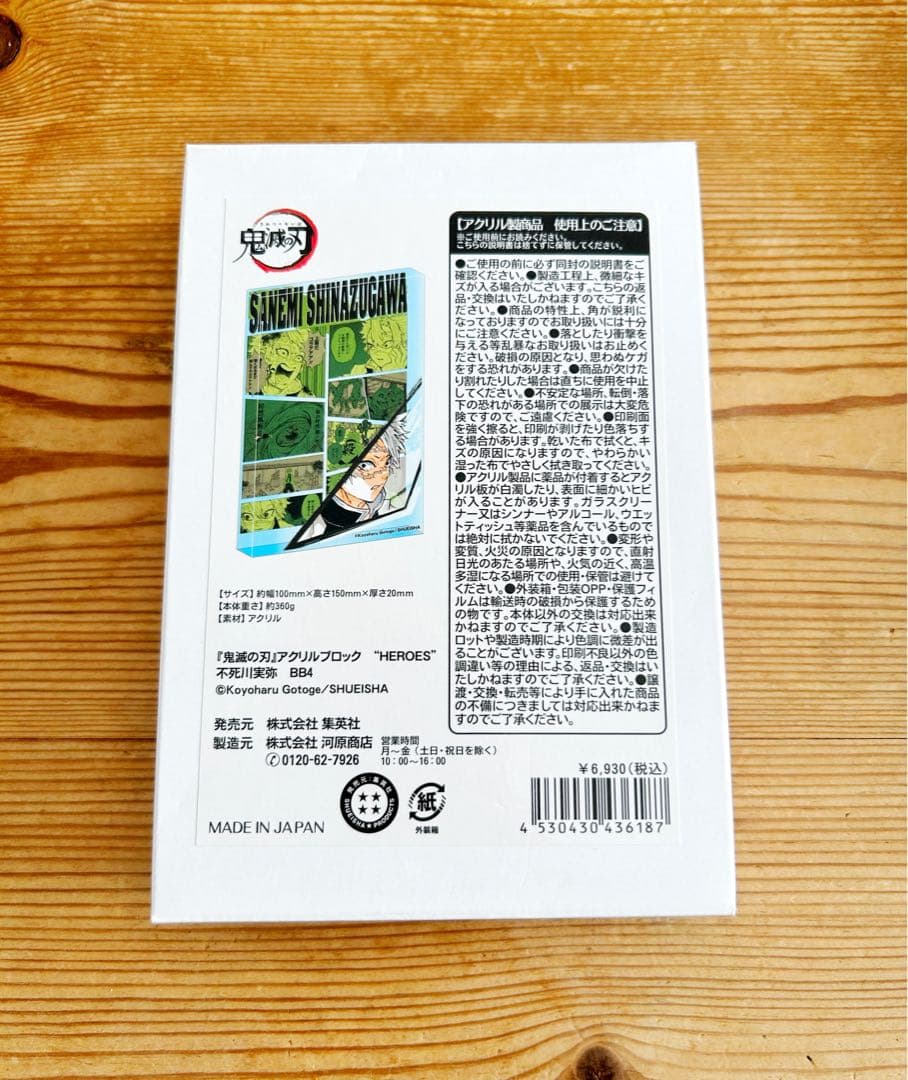 鬼滅の刃
SANEMI SHINAZUGAWA
©Koyoharu Gotoge/SHUEISHA
【サイズ】約幅100mm×高さ150mm×厚さ20mm
【本体重さ】約360g
【素材】アクリル
『鬼滅の刃』アクリルブロック “HEROES”
不死川実弥 BB4
©Koyoharu Gotoge/SHUEISHA
発売元 株式会社 集英社
製造元 株式会社 河原商店
0120-62-7926
営業時間
月～金（土日・祝日を除く）
10：00～16：00
MADE IN JAPAN
発売元：集英社
SHUEISHA★PRODUCTS
紙
外装箱
【アクリル製商品 使用上のご注意】
※ご使用前にお読みください。
こちらの説明書は捨てずに保管してください。
●ご使用の前に必ず同封の説明書をご
確認ください。●製造工程上、微細なキ
ズが入る場合がございます。こちらの返
品・交換はいたしかねますのでご了承く
ださい。●商品の特性上、角が鋭利に
なっておりますのでお取り扱いには十分
にご注意ください。●落としたり衝撃を
与える等乱暴なお取り扱いはお止めく
ださい。破損の原因となり、思わぬケガ
をする恐れがあります。●商品が欠けた
り割れたりした場合は直ちに使用を中止
してください。●不安定な場所、転倒・落
下の恐れがある場所での展示は大変危
険ですので、ご遠慮ください。●印刷面
を強く擦ると、印刷が剥げたり色落ちす
る場合があります。乾いた布で拭くと、キ
ズの原因になりますので、やわらかい
湿った布でやさしく拭き取ってください。
●アクリル製品に薬品が付着するとアク
リル板が白濁したり、表面に細かいヒビ
が入ることがあります。ガラスクリー
ナー又はシンナーやアルコール、ウエッ
トティッシュ等薬品を含んでいるもので
は絶対に拭かないでください。●変形や
変質、火災の原因となりますので、直射
日光のあたる場所や、火気の近く、高温
多湿になる場所での使用・保管は避けて
ください。●外装箱・包装OPP・保護フィ
ルムは輸送時の破損から保護するため
の物です。本体以外の交換は対応出来
かねますのでご了承ください。●製造
ロットや製造時期により色調に微差が出
ることがございます。印刷不良以外の色
調違い等の理由による、返品・交換はい
たしかねますのでご了承ください。●譲
渡・交換・転売等により手に入れた商品
の不備につきましては対応出来かねま
すのでご了承ください。
￥6,930（税込）
4 530430 436187